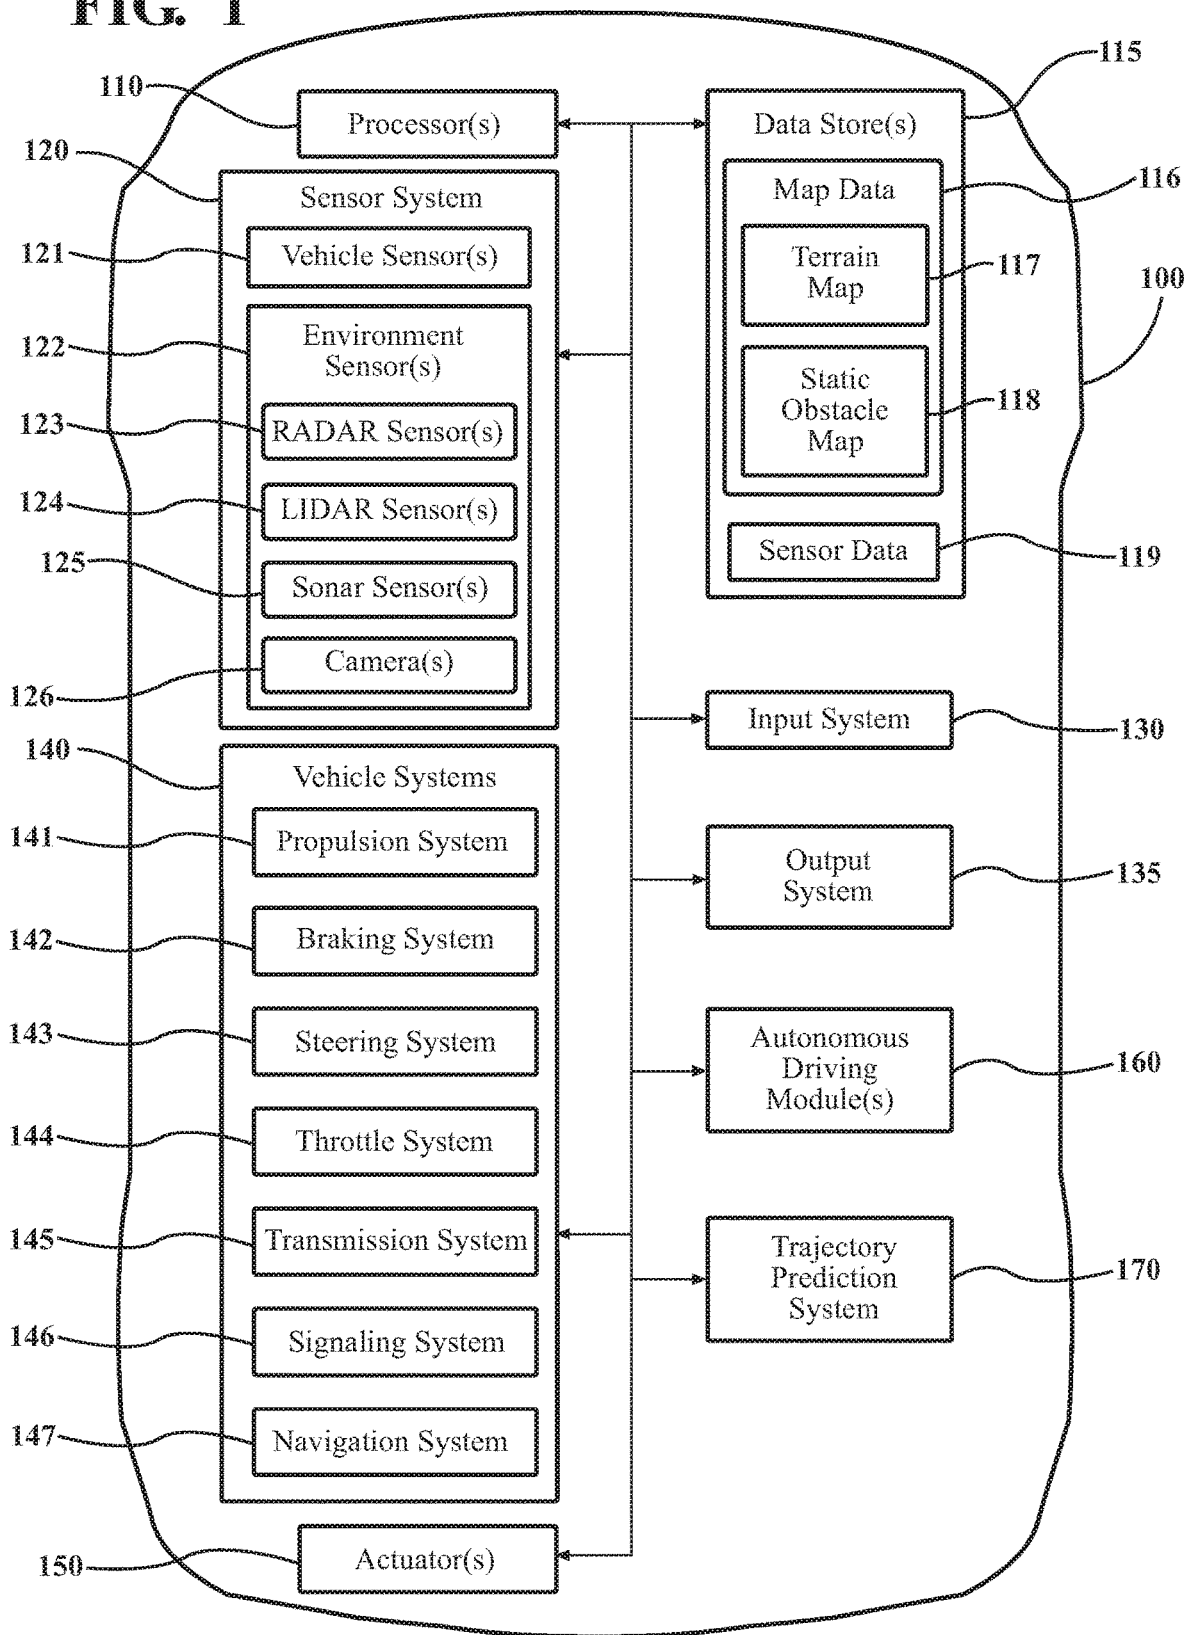 FIG. 1
110
Processor(s)
120
Sensor System
121
Vehicle Sensor(s)
122
Environment
Sensor(s)
123
RADAR Sensor(s)
124
LIDAR Sensor(s)
125
Sonar Sensor(s)
126
Camera(s)
140
Vehicle Systems
141
Propulsion System
142
Braking System
143
Steering System
144
Throttle System
145
Transmission System
146
Signaling System
147
Navigation System
150
Actuator(s)
115
Data Store(s)
116
Map Data
Terrain
Map
117
100
Static
Obstacle
Map
118
Sensor Data
119
Input System
130
Output
System
135
Autonomous
Driving
Module(s)
160
Trajectory
Prediction
System
170